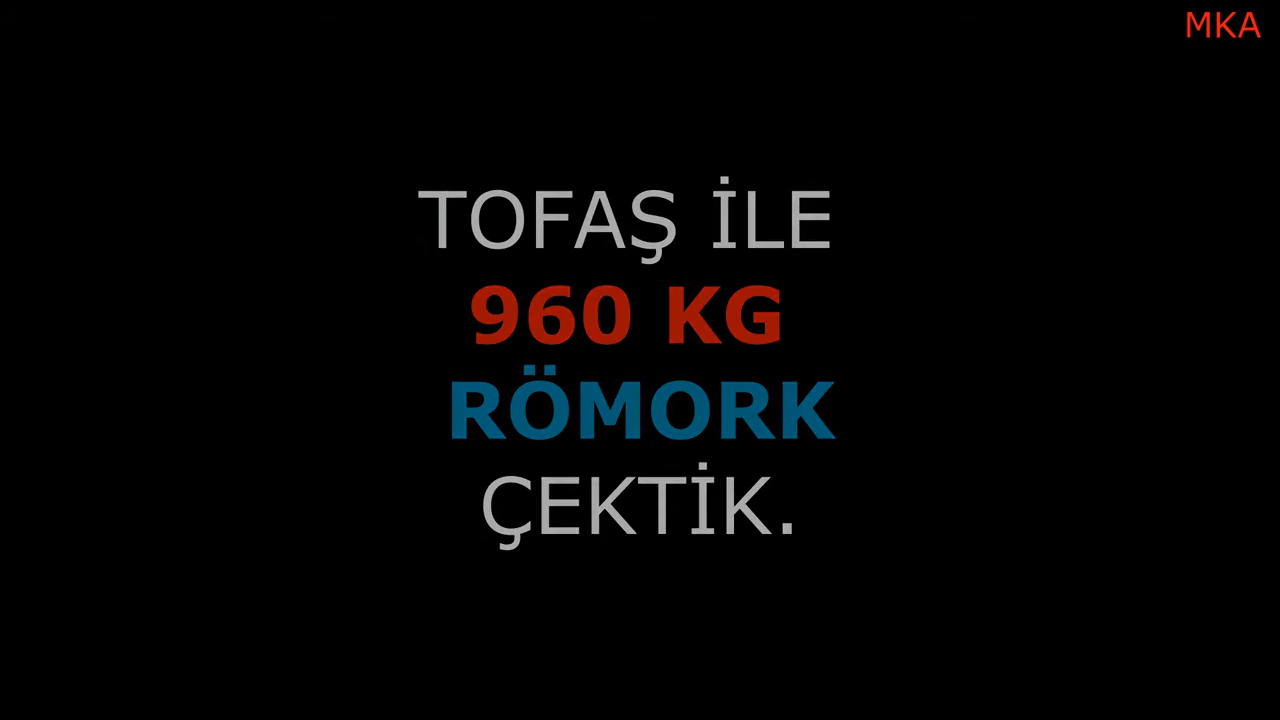 MKA
TOFAŞ İLE
960 KG
RÖMORK
ÇEKTİK.